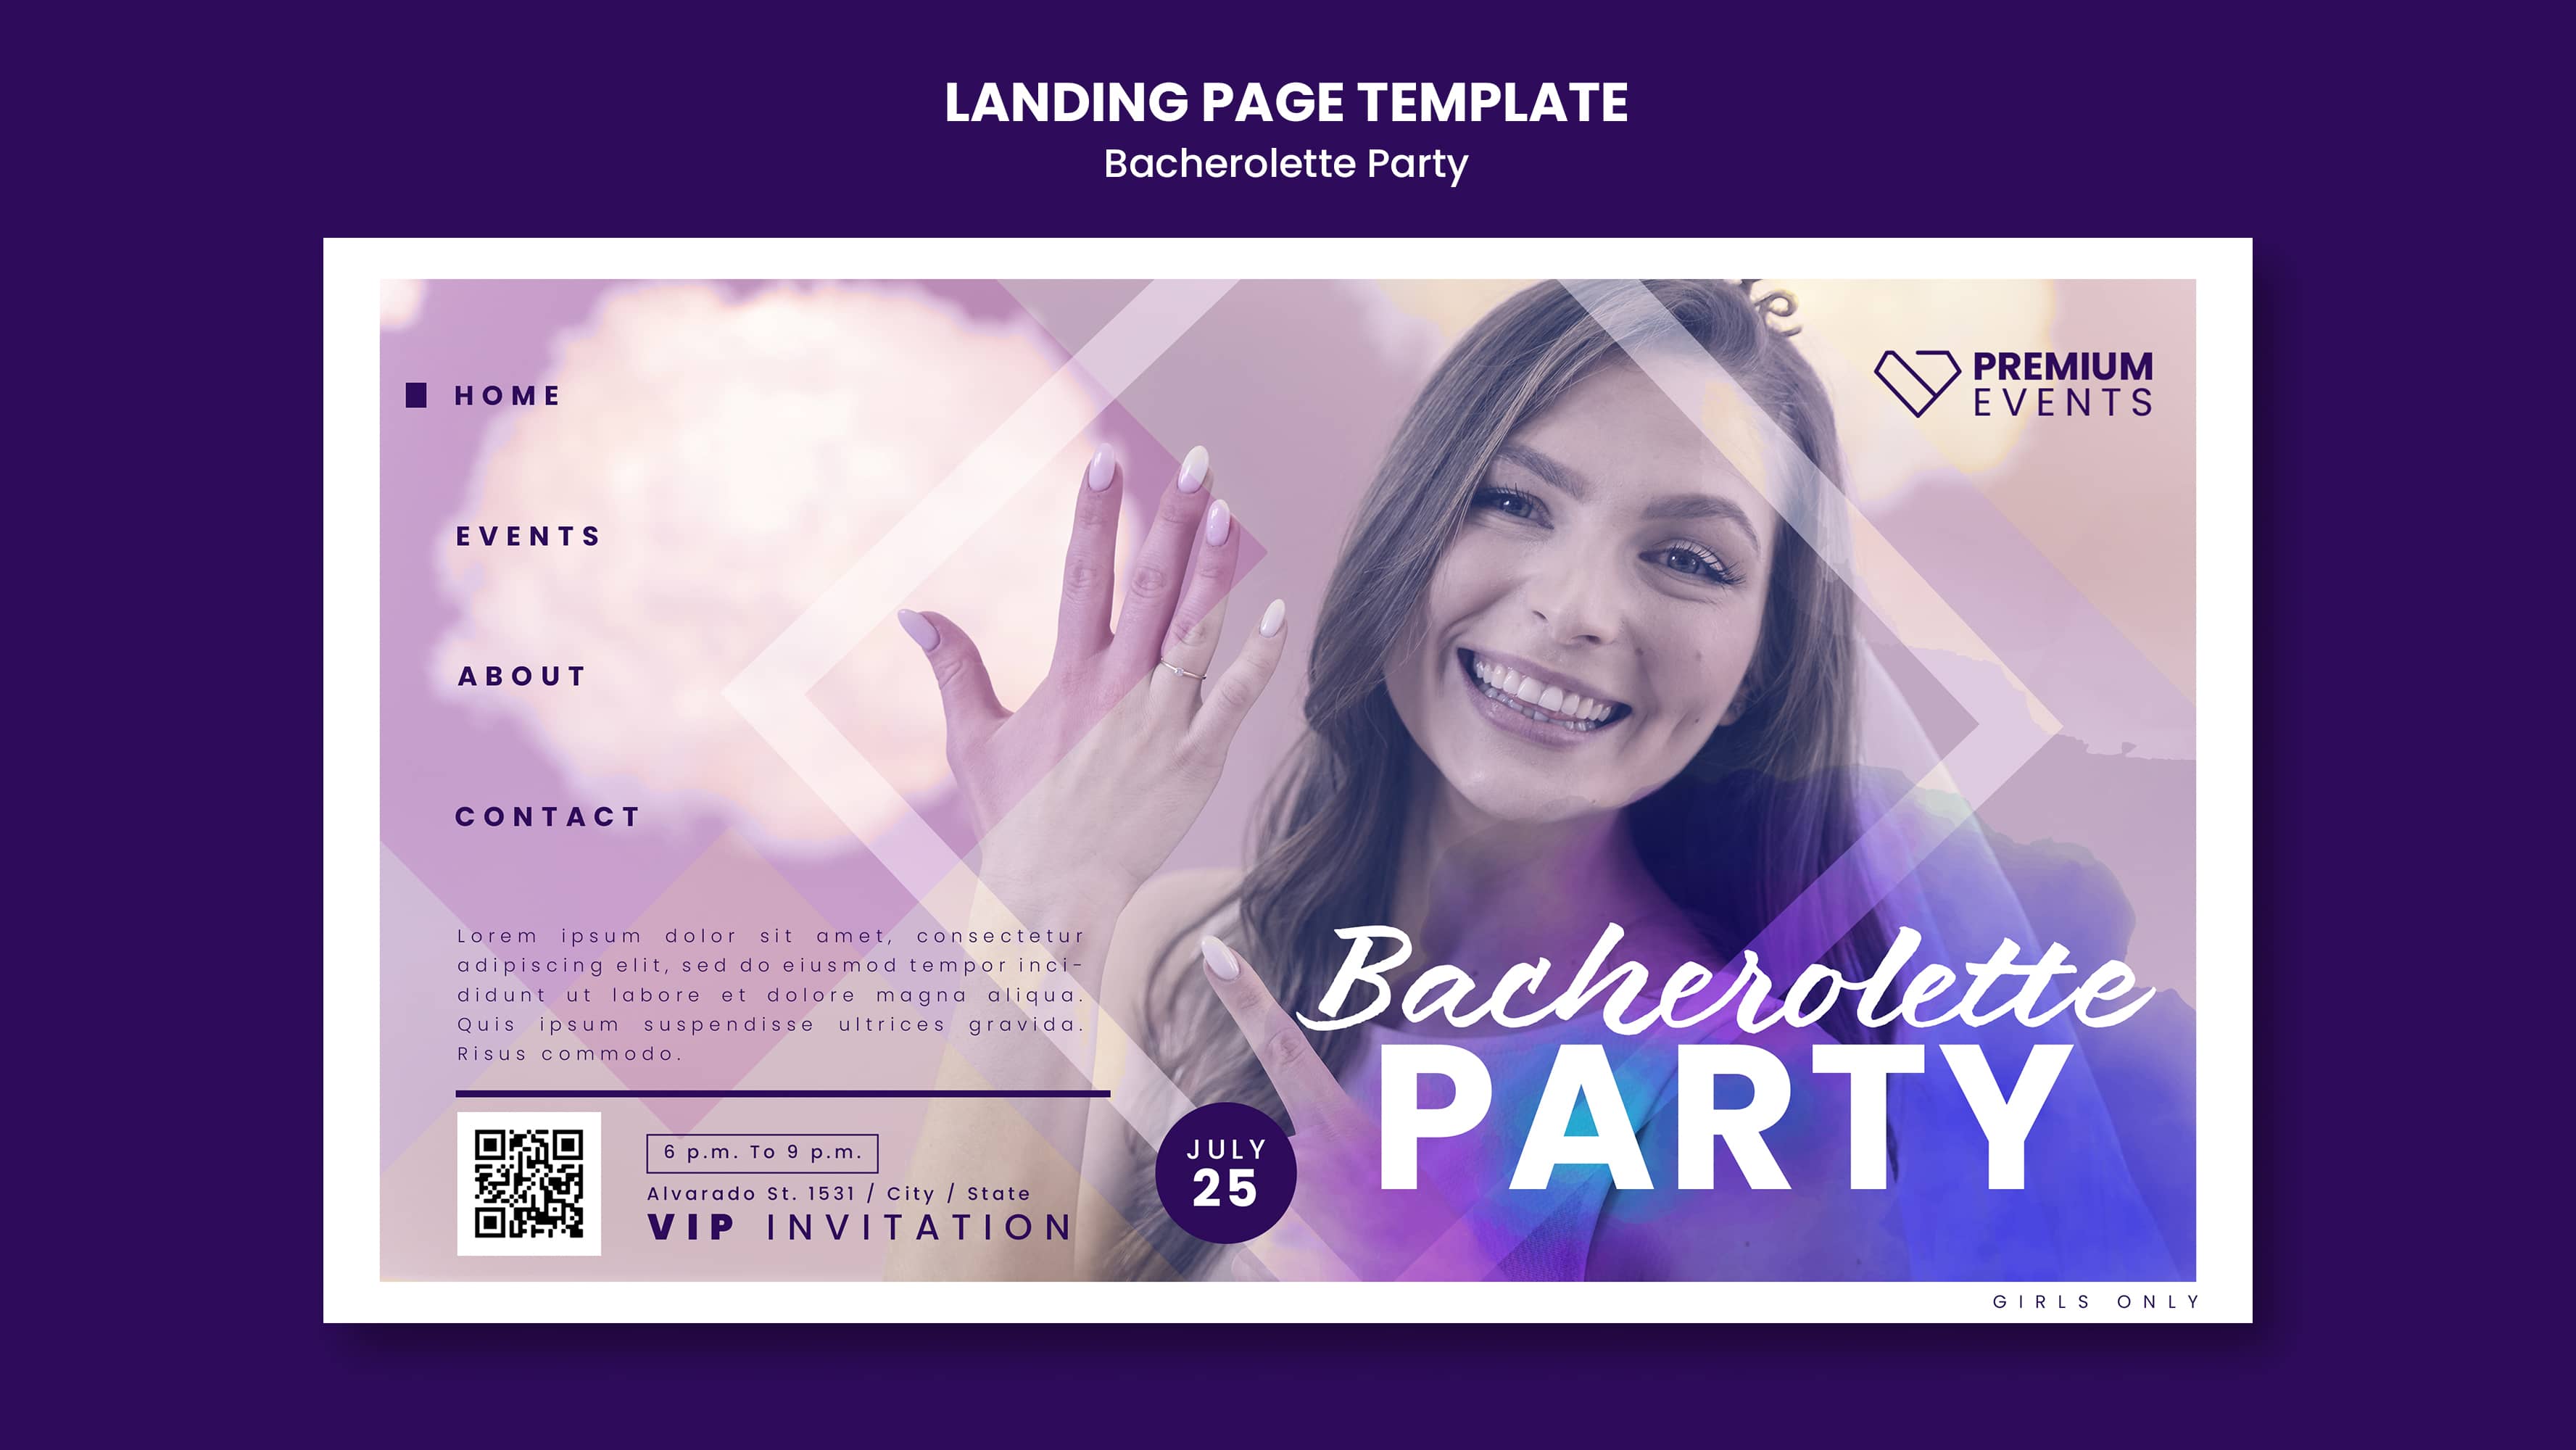 LANDING PAGE TEMPLATE
Bacherolette Party
HOME
EVENTS
ABOUT
CONTACT
PREMIUM
EVENTS
Lorem ipsum dolor sit amet, consectetur
adipiscing elit, sed do eiusmod tempor inci-
didunt ut labore et dolore magna aliqua.
Quis ipsum suspendisse ultrices gravida.
Risus commodo.
6 p.m. To 9 p.m.
Alvarado St. 1531 / City / State
VIP INVITATION
JULY
25
Bacherolette
PARTY
GIRLS ONLY